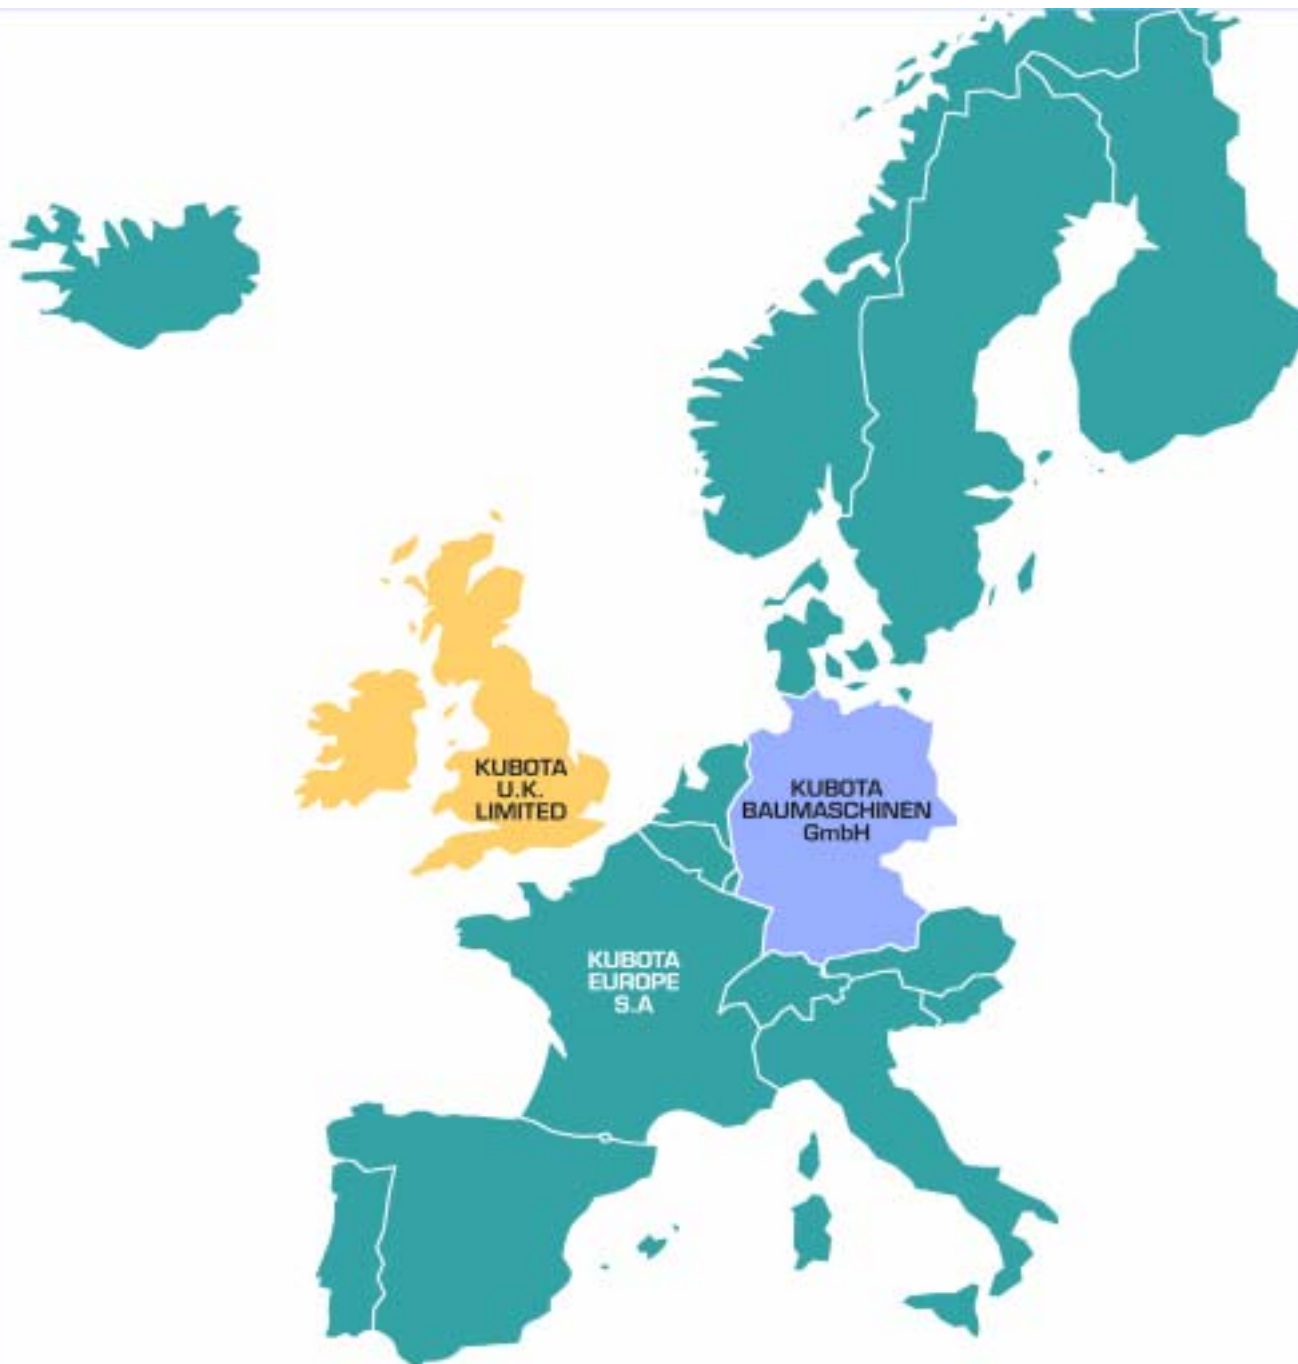 KUBOTA
U.K.
LIMITED
KUBOTA
BAUMASCHINEN
GmbH
KUBOTA
EUROPE
S.A